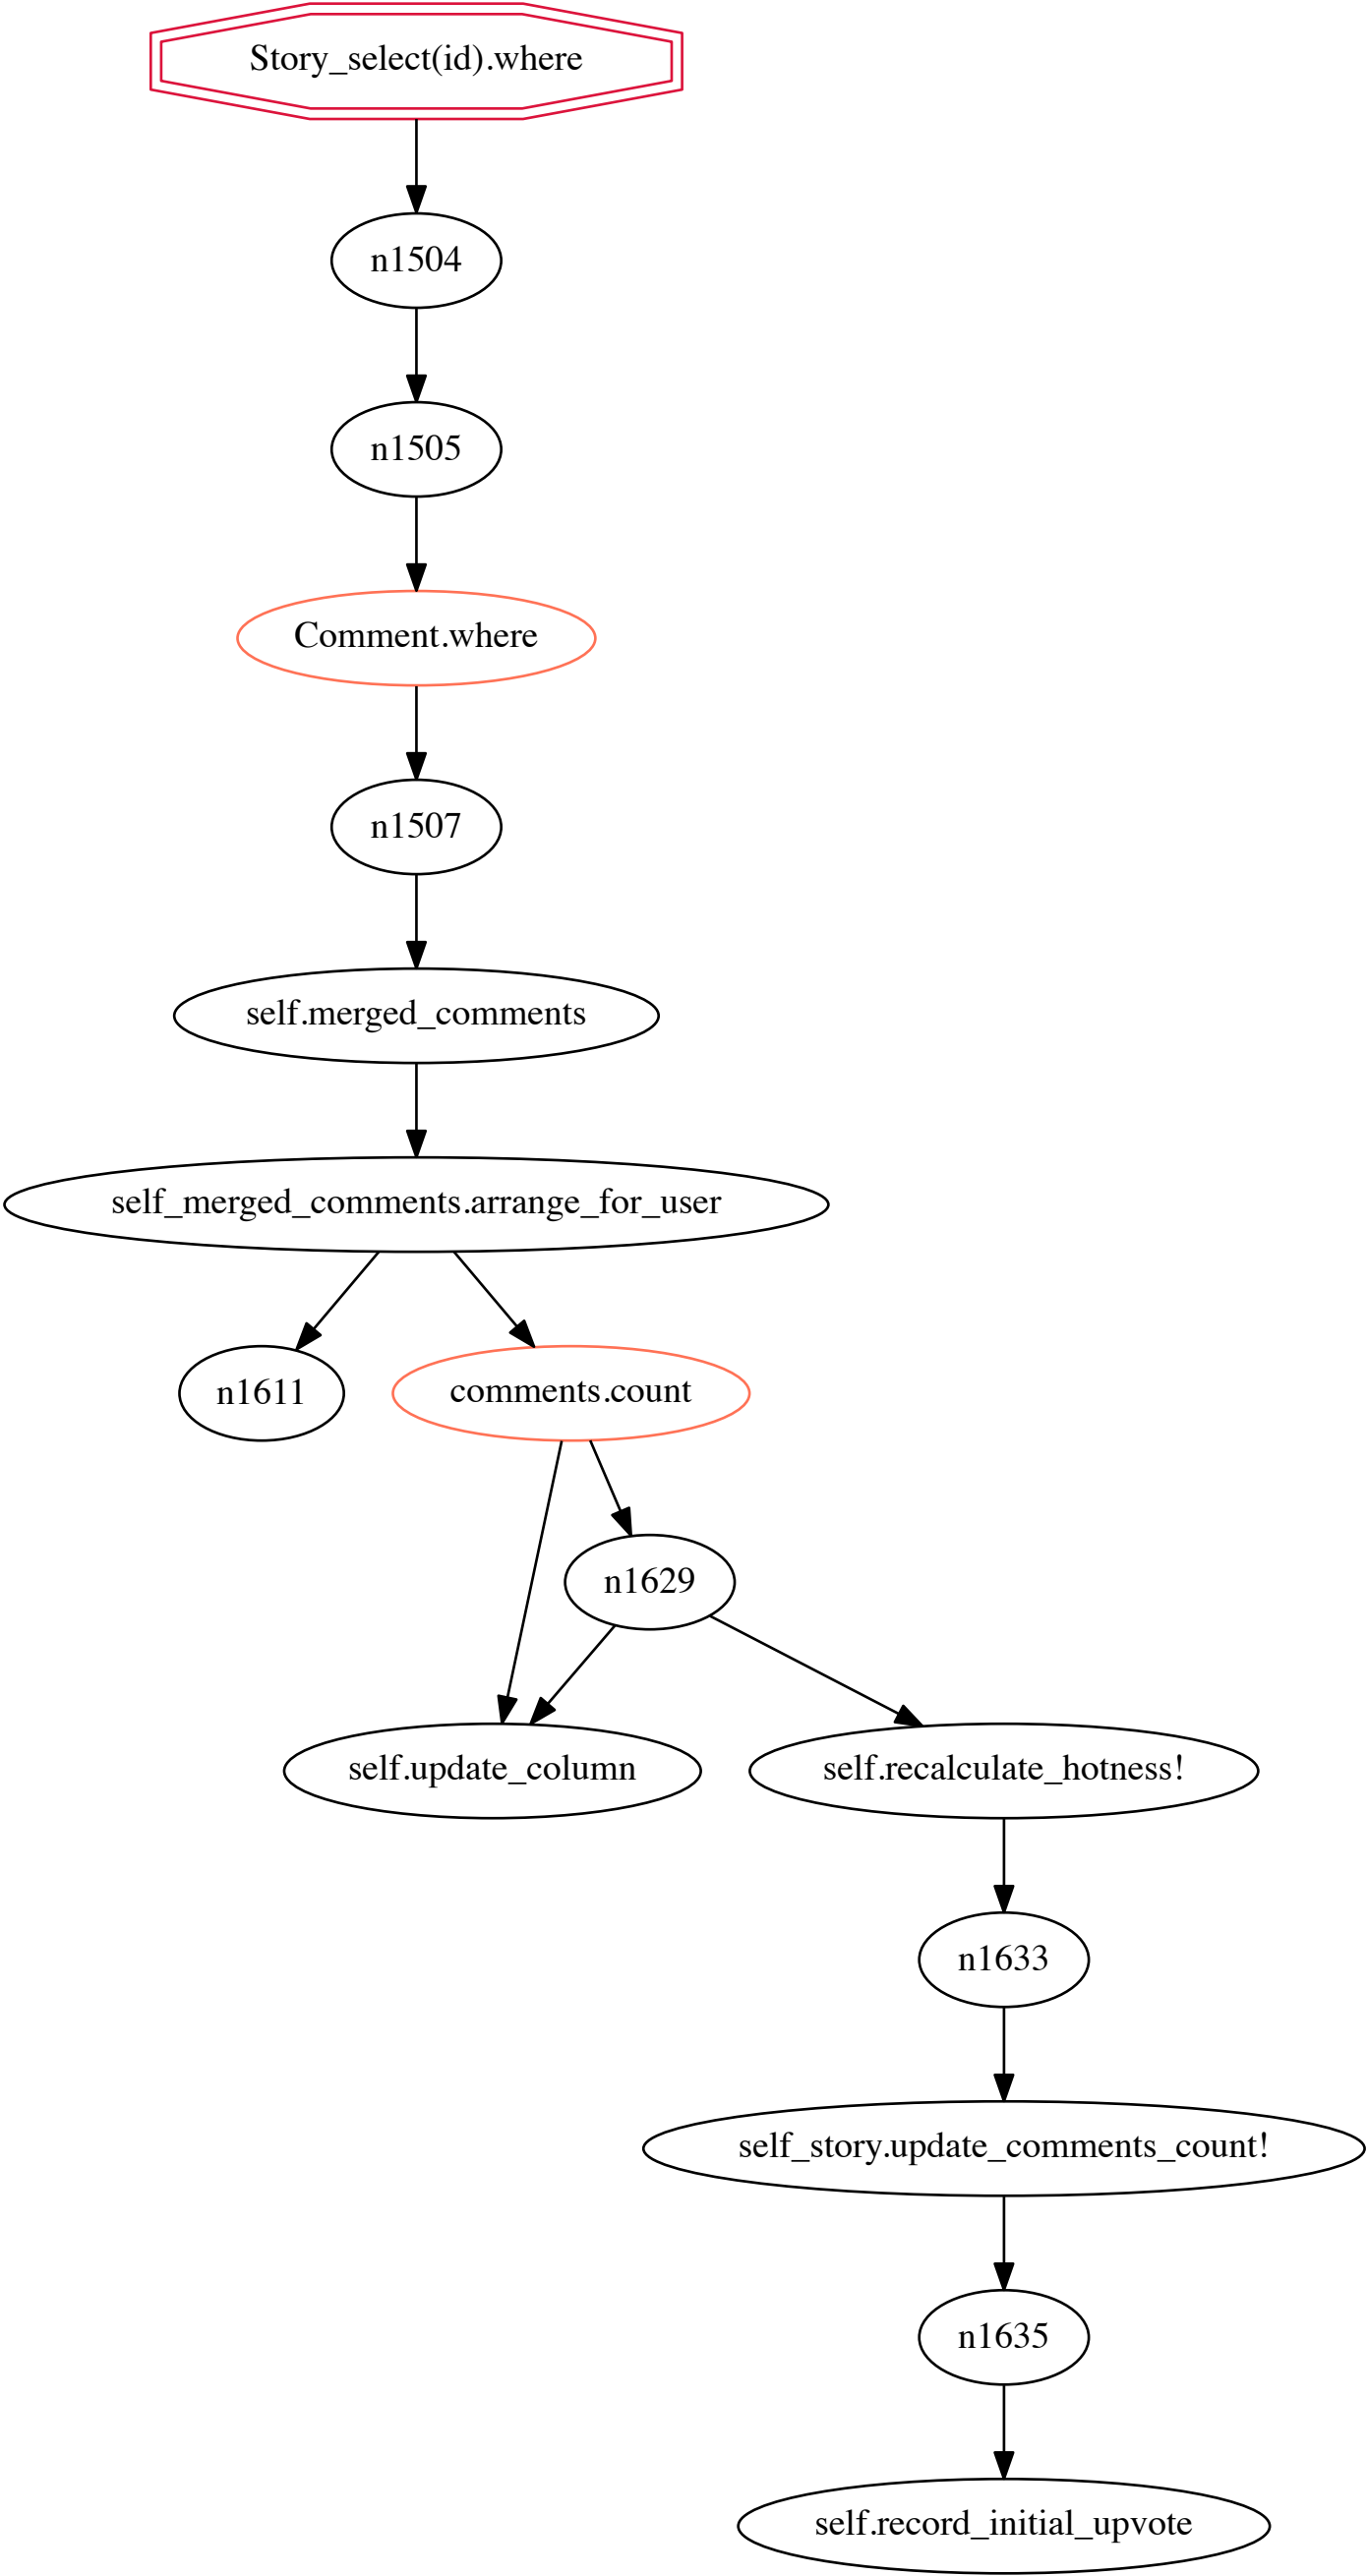 Story_select(id).where
n1504
n1505
Comment.where
n1507
self.merged_comments
self_merged_comments.arrange_for_user
n1611
comments.count
n1629
self.update_column
self.recalculate_hotness!
n1633
self_story.update_comments_count!
n1635
self.record_initial_upvote